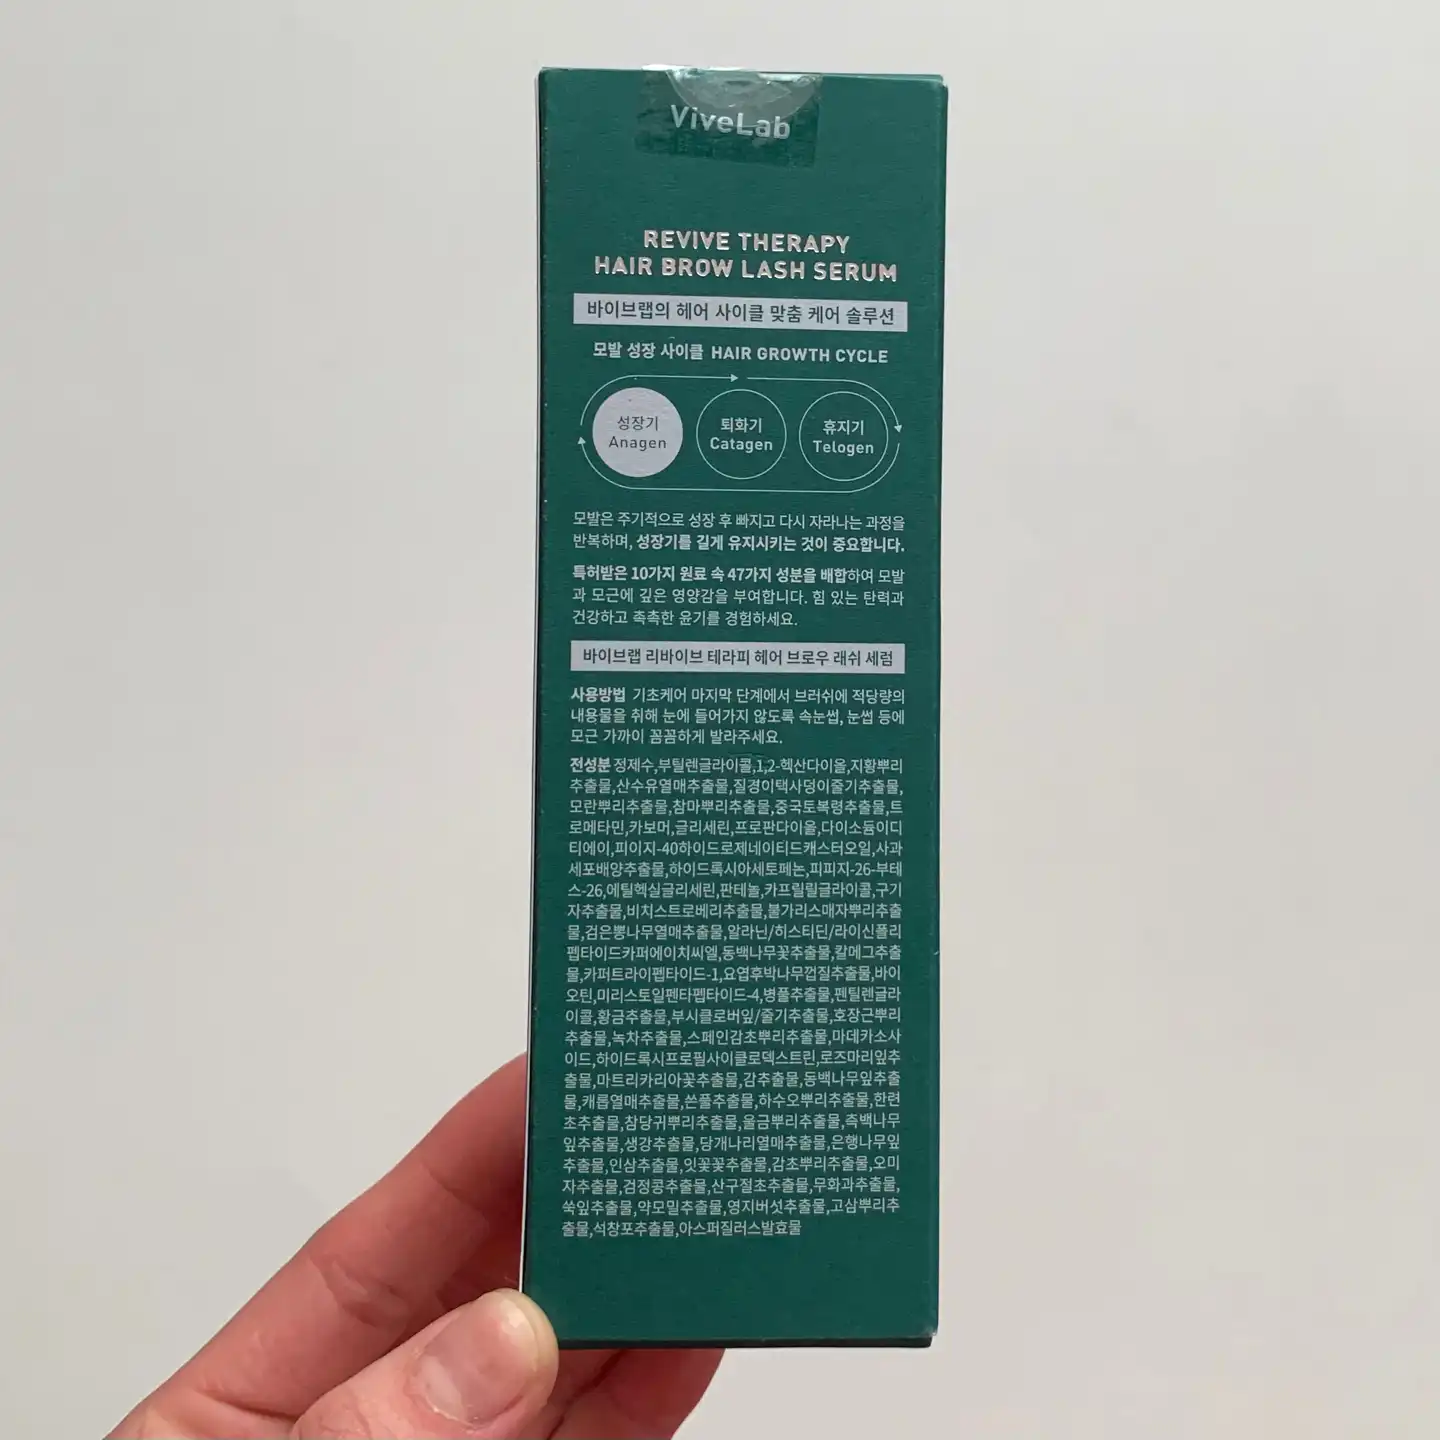 ViveLab
REVIVE THERAPY
HAIR BROW LASH SERUM
바이브랩의 헤어 사이클 맞춤 케어 솔루션
모발 성장 사이클 HAIR GROWTH CYCLE
성장기
Anagen
퇴화기
Catagen
휴지기
Telogen
모발은 주기적으로 성장 후 빠지고 다시 자라나는 과정을
반복하며, 성장기를 길게 유지시키는 것이 중요합니다.
특허받은 10가지 원료 속 47가지 성분을 배합하여 모발
과 모근에 깊은 영양감을 부여합니다. 힘 있는 탄력과
건강하고 촉촉한 윤기를 경험하세요.
바이브랩 리바이브 테라피 헤어 브로우 래쉬 세럼
사용방법 기초케어 마지막 단계에서 브러쉬에 적당량의
내용물을 취해 눈에 들어가지 않도록 속눈썹, 눈썹 등에
모근 가까이 꼼꼼하게 발라주세요.
전성분 정제수,부틸렌글라이콜,1,2-헥산다이올,지황뿌리
추출물,산수유열매추출물,질경이택사덩이줄기추출물,
모란뿌리추출물,참마뿌리추출물,중국토복령추출물,트
로메타민,카보머,글리세린,프로판다이올,다이소듐이디
티에이,피이지-40하이드로제네이티드캐스터오일,사과
세포배양추출물,하이드록시아세토페논,피피지-26-부테
스-26,에틸헥실글리세린,판테놀,카프릴릴글라이콜,구기
자추출물,비치스트로베리추출물,불가리스매자뿌리추출
물,검은뽕나무열매추출물,알라닌/히스티딘/라이신폴리
펩타이드카퍼에이치씨엘,동백나무꽃추출물,칼메그추출
물,카퍼트라이펩타이드-1,요엽후박나무껍질추출물,바이
오틴,미리스토일펜타펩타이드-4,병풀추출물,펜틸렌글라
이콜,황금추출물,부시클로버잎/줄기추출물,호장근뿌리
추출물,녹차추출물,스페인감초뿌리추출물,마데카소사
이드,하이드록시프로필사이클로덱스트린,로즈마리잎추
출물,마트리카리아꽃추출물,감추출물,동백나무잎추출
물,캐롭열매추출물,쓴풀추출물,하수오뿌리추출물,한련
초추출물,참당귀뿌리추출물,울금뿌리추출물,측백나무
잎추출물,생강추출물,당개나리열매추출물,은행나무잎
추출물,인삼추출물,잇꽃꽃추출물,감초뿌리추출물,오미
자추출물,검정콩추출물,산구절초추출물,무화과추출물,
쑥잎추출물,약모밀추출물,영지버섯추출물,고삼뿌리추
출물,석창포추출물,아스퍼질러스발효물